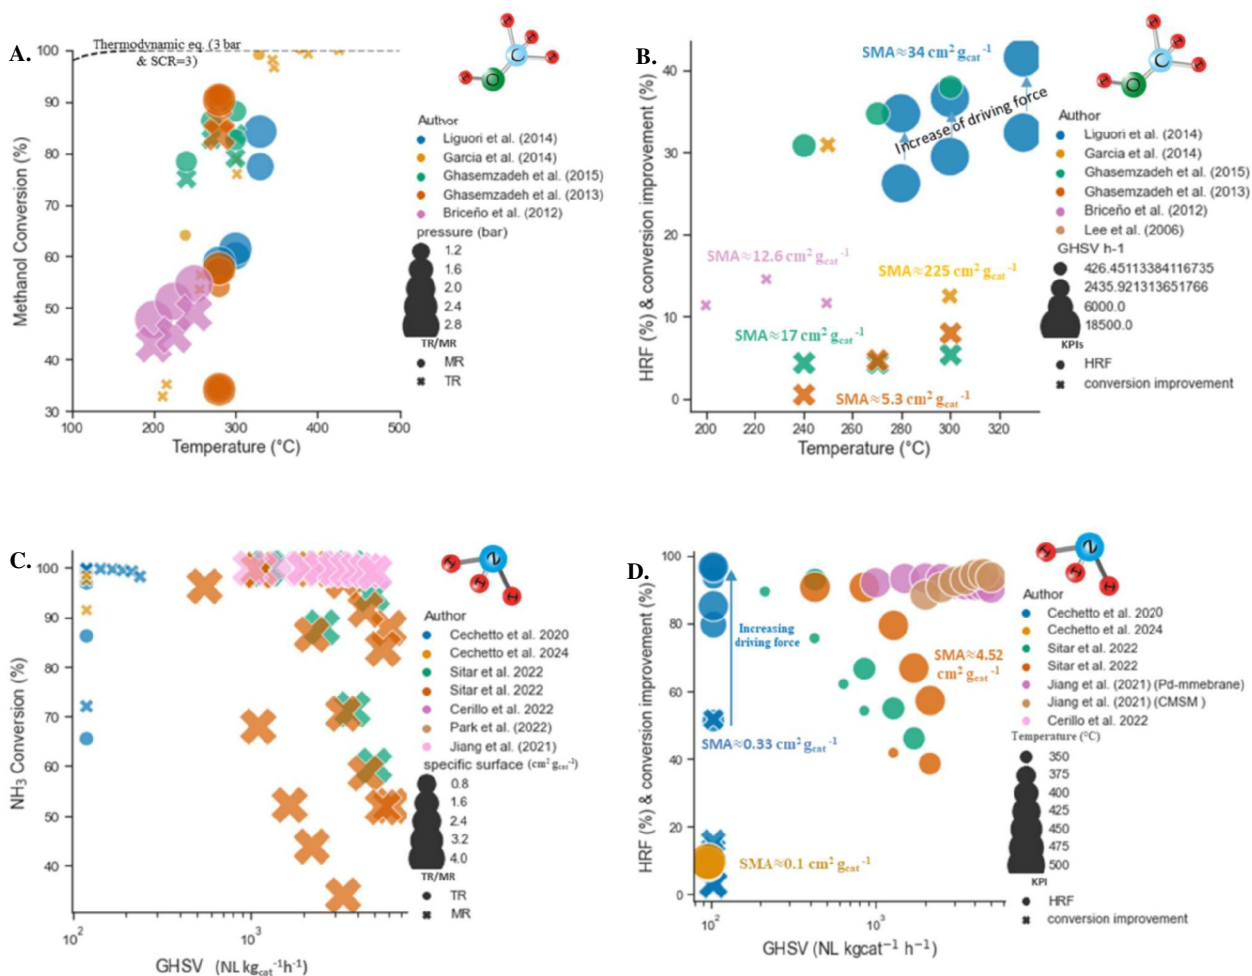 A.
Thermodynamic eq. (3 bar
& SCR=3)
Methanol Conversion (%)
100
90
80
70
60
50
40
30
100
200
300
400
500
Temperature (°C)
H
H
H
H
C
O
Author
Liguori et al. (2014)
Garcia et al. (2014)
Ghasemzadeh et al. (2015)
Ghasemzadeh et al. (2013)
Briceño et al. (2012)
pressure (bar)
1.2
1.6
2.0
2.4
2.8
TR/MR
MR
TR
B.
HRF (%) & conversion improvement (%)
40
30
20
10
0
200
220
240
260
280
300
320
Temperature (°C)
SMA≈34 cm² gcat⁻¹
Increase of driving force
SMA≈12.6 cm² gcat⁻¹
SMA≈225 cm² gcat⁻¹
SMA≈17 cm² gcat⁻¹
SMA≈5.3 cm² gcat⁻¹
H
H
H
H
C
O
Author
Liguori et al. (2014)
Garcia et al. (2014)
Ghasemzadeh et al. (2015)
Ghasemzadeh et al. (2013)
Briceño et al. (2012)
Lee et al. (2006)
GHSV h-1
426.45113384116735
2435.921313651766
6000.0
18500.0
KPIs
HRF
conversion improvement
C.
NH₃ Conversion (%)
100
90
80
70
60
50
40
10²
10³
GHSV (NL kgcat⁻¹h⁻¹)
H
H
H
N
Author
Cechetto et al. 2020
Cechetto et al. 2024
Sitar et al. 2022
Sitar et al. 2022
Cerillo et al. 2022
Park et al. (2022)
Jiang et al. (2021)
specific surface (cm² gcat⁻¹)
0.8
1.6
2.4
3.2
4.0
TR/MR
TR
MR
D.
HRF (%) & conversion improvement (%)
100
80
60
40
20
0
10²
10³
GHSV (NL kgcat⁻¹ h⁻¹)
Increasing
driving force
SMA≈4.52
cm² gcat⁻¹
SMA≈0.33 cm² gcat⁻¹
SMA≈0.1 cm² gcat⁻¹
H
H
H
N
Author
Cechetto et al. 2020
Cechetto et al. 2024
Sitar et al. 2022
Sitar et al. 2022
Jiang et al. (2021) (Pd-mmebrane)
Jiang et al. (2021) (CMSM )
Cerillo et al. 2022
Temperature (°C)
350
375
400
425
450
475
500
KPI
HRF
conversion improvement